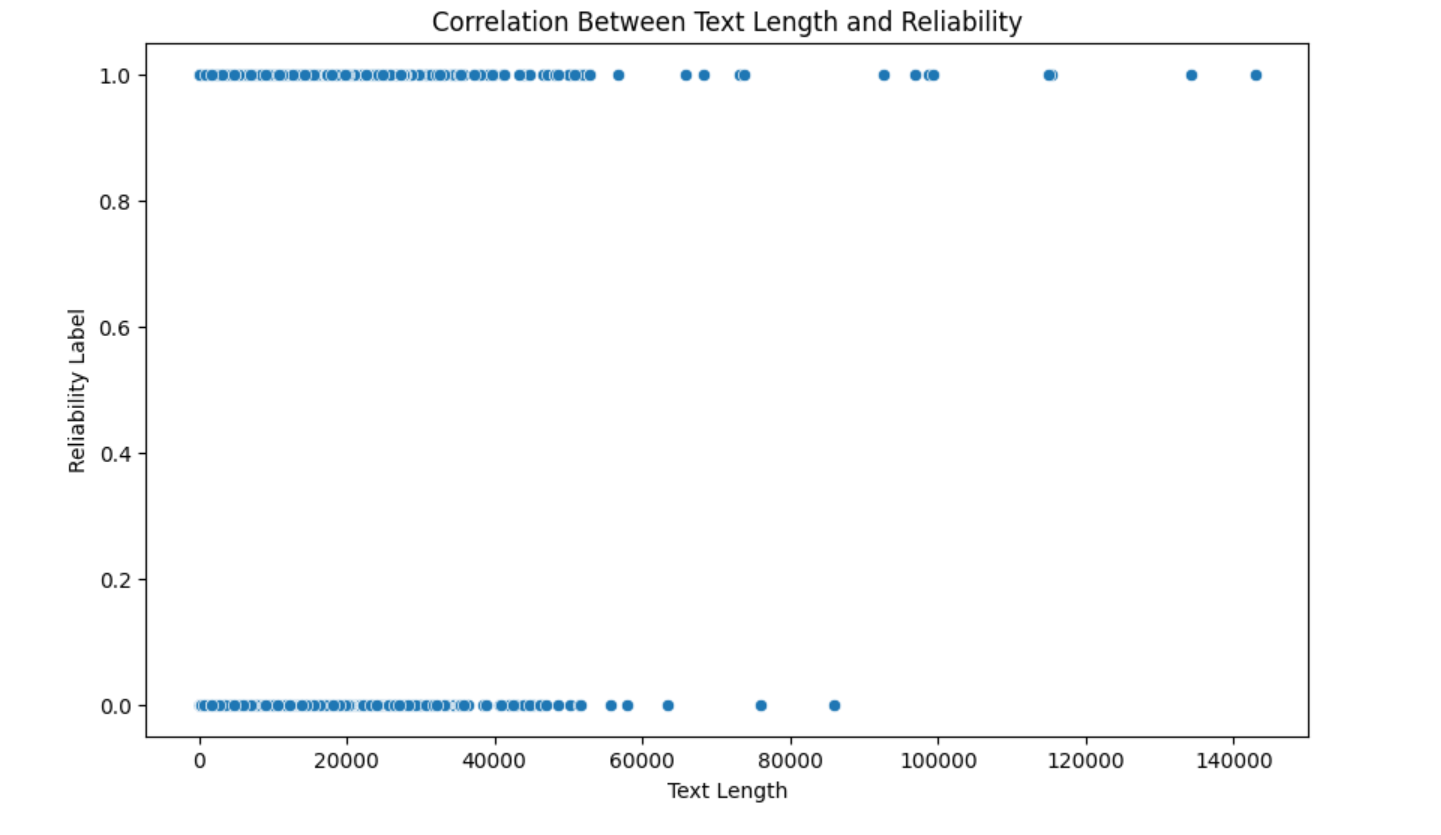 Correlation Between Text Length and Reliability
1.0
0.8
0.6
0.4
0.2
0.0
Reliability Label
0 20000 40000 60000 80000 100000 120000 140000
Text Length